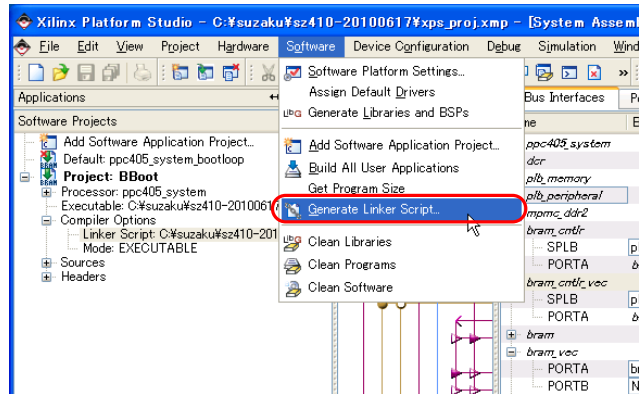 Xilinx Platform Studio - C:¥suzaku¥sz410-20100617¥xps_proj.xmp - [System Assem
File Edit View Project Hardware Software Device Configuration Debug Simulation Wind
Applications
Software Projects
Add Software Application Project...
Default: ppc405_system_bootloop
Project: BBoot
Processor: ppc405_system
Executable: C:¥suzaku¥sz410-2010061
Compiler Options
Linker Script: C:¥suzaku¥sz410-201
Mode: EXECUTABLE
Sources
Headers
Software Platform Settings...
Assign Default Drivers
Generate Libraries and BSPs
Add Software Application Project...
Build All User Applications
Get Program Size
Generate Linker Script...
Clean Libraries
Clean Programs
Clean Software
Bus Interfaces
ppc405_system
dcr
plb_memory
plb_peripheral
mpmc_ddr2
bram_cntlr
SPLB
PORTA
bram_cntlr_vec
SPLB
PORTA
bram
bram_vec
PORTA
PORTB